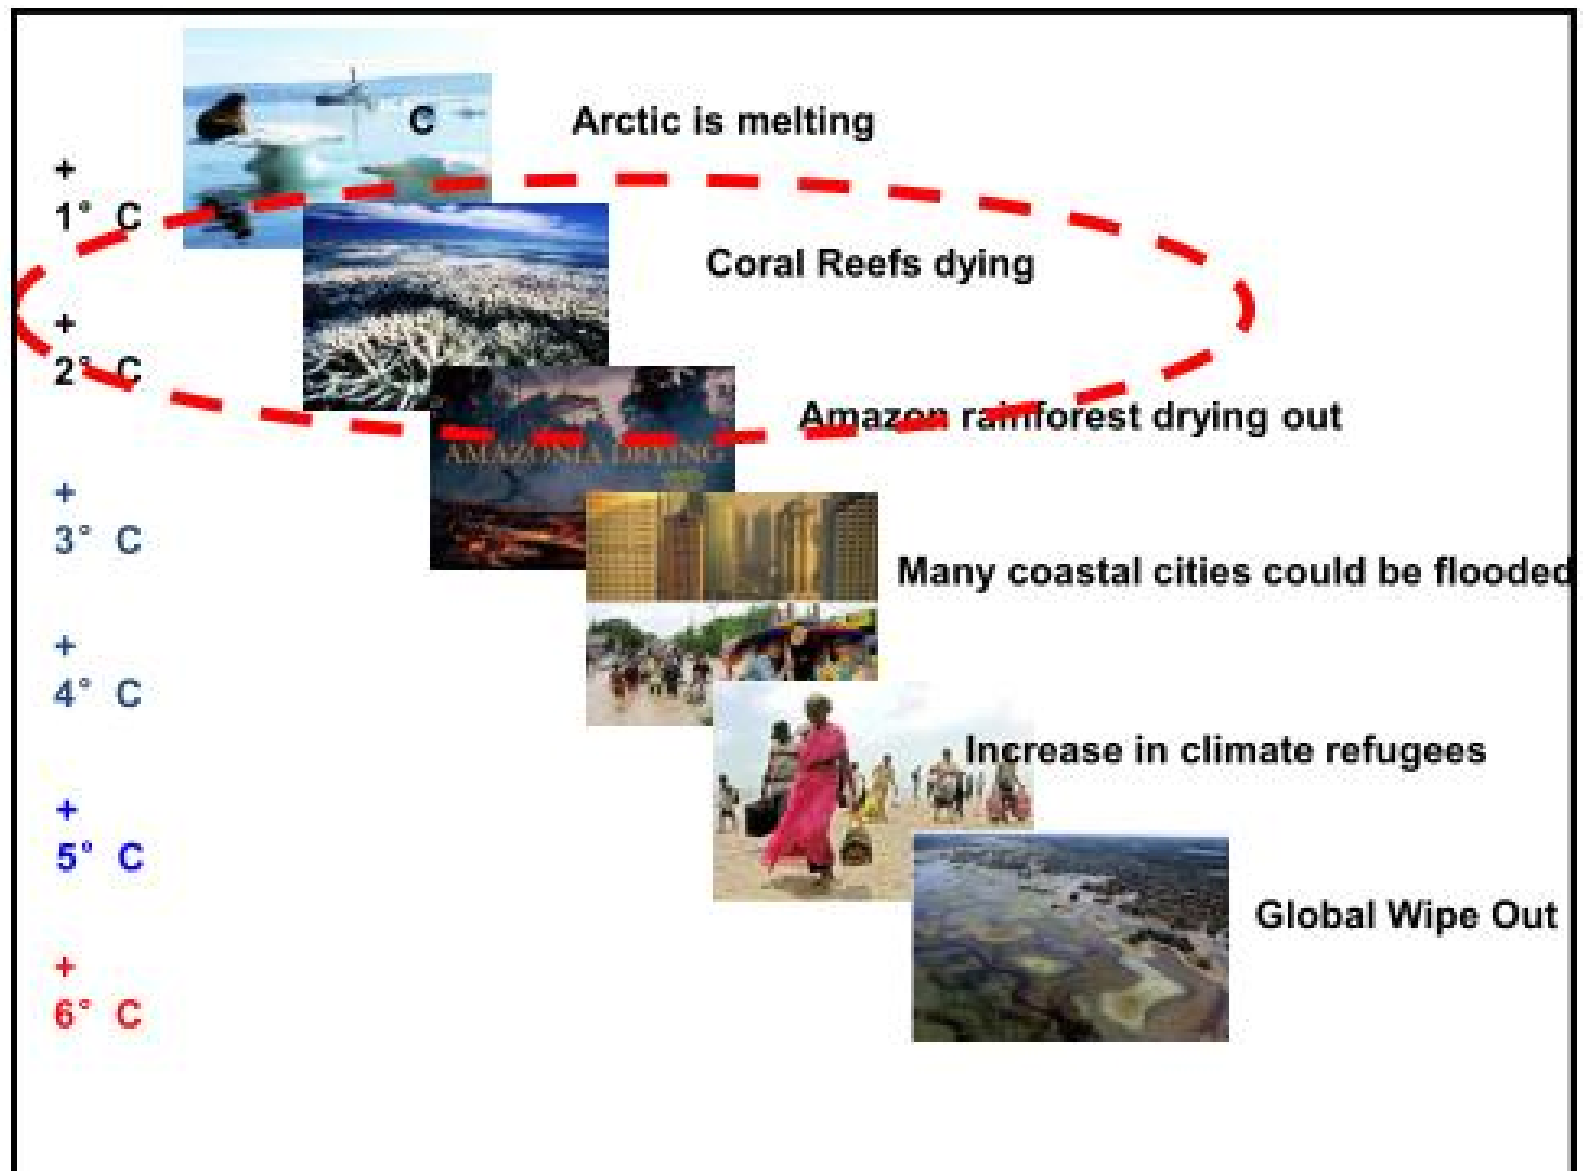 C
Arctic is melting
+
1° C
Coral Reefs dying
+
2° C
Amazon rainforest drying out
AMAZONIA DRYING
+
3° C
Many coastal cities could be flooded
+
4° C
Increase in climate refugees
+
5° C
Global Wipe Out
+
6° C